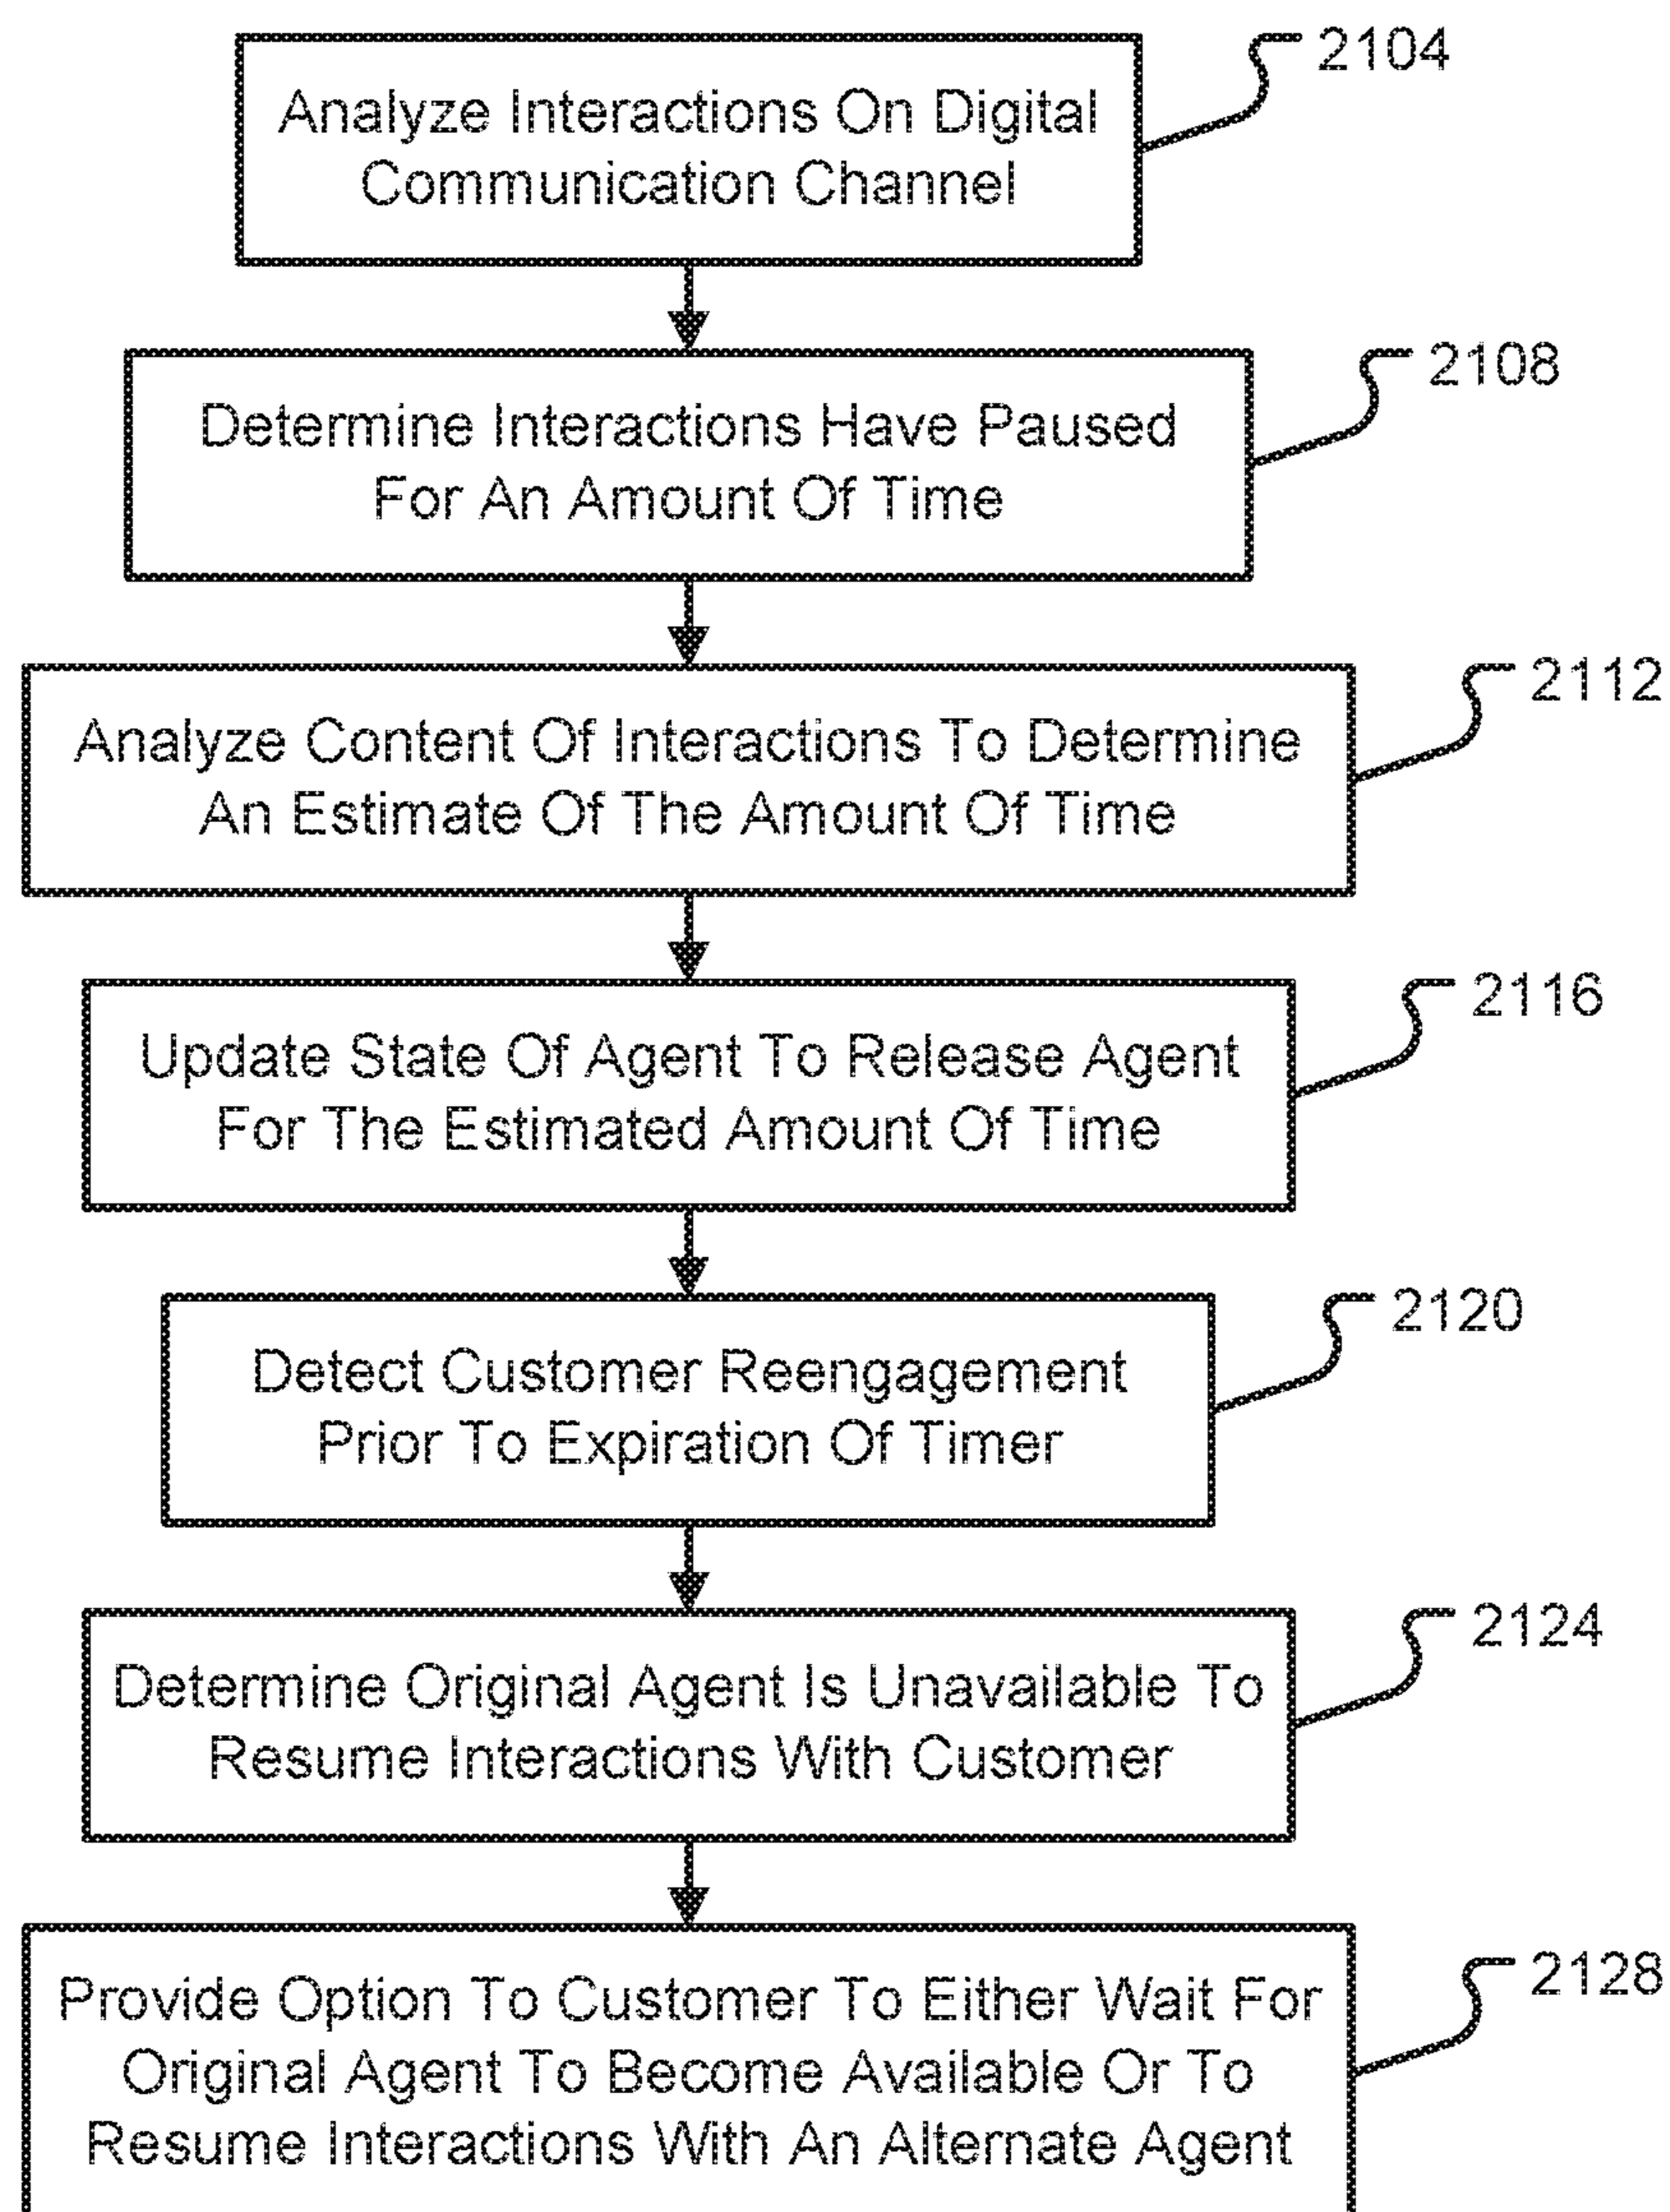 2104
Analyze Interactions On Digital
Communication Channel
2108
Determine Interactions Have Paused
For An Amount Of Time
2112
Analyze Content Of Interactions To Determine
An Estimate Of The Amount Of Time
2116
Update State Of Agent To Release Agent
For The Estimated Amount Of Time
2120
Detect Customer Reengagement
Prior To Expiration Of Timer
2124
Determine Original Agent Is Unavailable To
Resume Interactions With Customer
2128
Provide Option To Customer To Either Wait For
Original Agent To Become Available Or To
Resume Interactions With An Alternate Agent